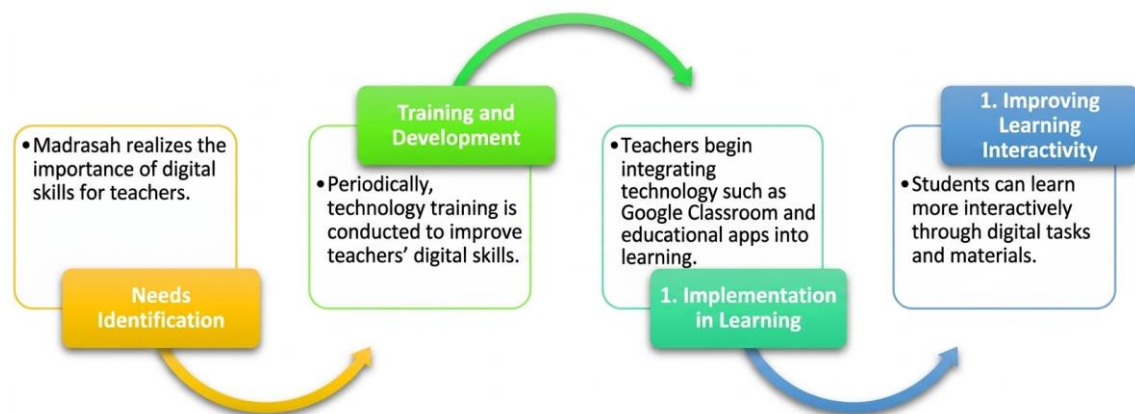 • Madrasah realizes the
importance of digital
skills for teachers.
Needs
Identification
Training and
Development
• Periodically,
technology training is
conducted to improve
teachers’ digital skills.
• Teachers begin
integrating
technology such as
Google Classroom and
educational apps into
learning.
1. Implementation
in Learning
1. Improving
Learning
Interactivity
• Students can learn
more interactively
through digital tasks
and materials.